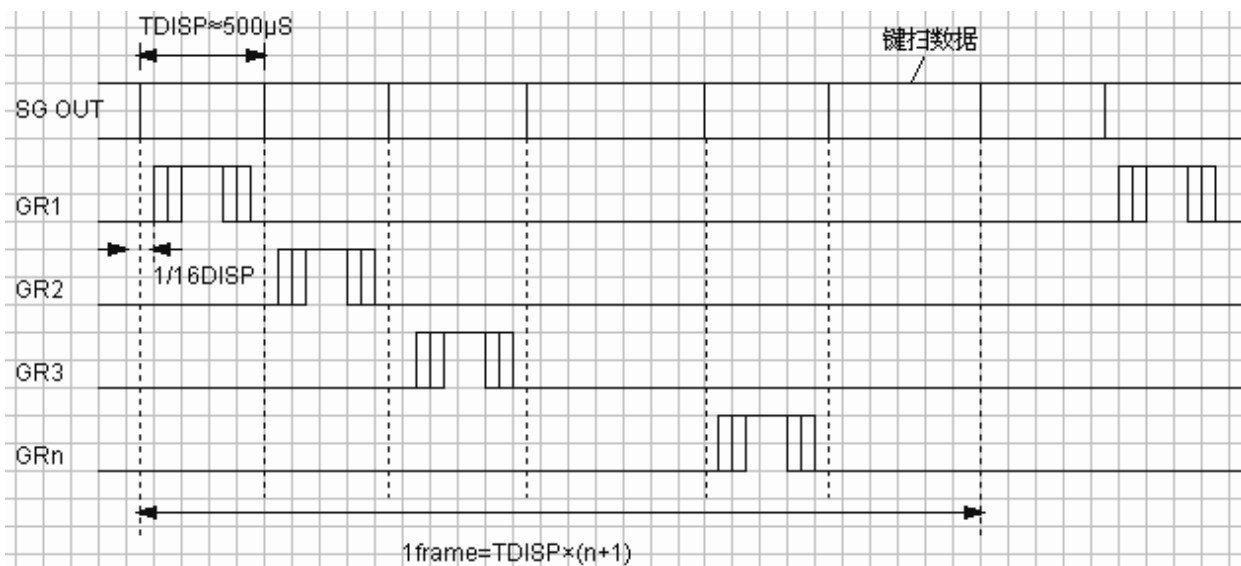 TDISP≈500μS
键扫数据
SG OUT
GR1
1/16DISP
GR2
GR3
GRn
1frame=TDISP×(n+1)